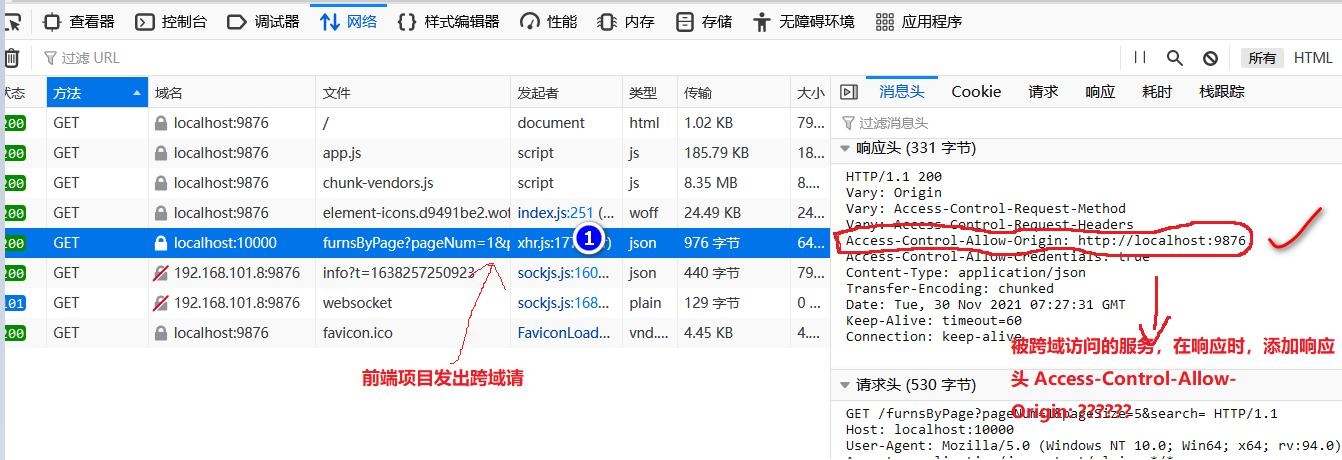 查看器 控制台 调试器 网络 样式编辑器 性能 内存 存储 无障碍环境 应用程序
过滤 URL 所有 HTML
状态 方法 域名 文件 发起者 类型 传输 大小
200 GET localhost:9876 / document html 1.02 KB 79...
200 GET localhost:9876 app.js script js 185.79 KB 18...
200 GET localhost:9876 chunk-vendors.js script js 8.35 MB 8....
200 GET localhost:9876 element-icons.d9491be2.wof index.js:251 (... woff 24.49 KB 24...
200 GET localhost:10000 furnsByPage?pageNum=1&p xhr.js:177 1 json 976 字节 64...
200 GET 192.168.101.8:9876 info?t=1638257250923 sockjs.js:160... json 440 字节 79...
101 GET 192.168.101.8:9876 websocket sockjs.js:168... plain 129 字节 0 ...
200 GET localhost:9876 favicon.ico FaviconLoad... vnd.... 4.45 KB 4....
前端项目发出跨域请
消息头 Cookie 请求 响应 耗时 栈跟踪
过滤消息头
响应头 (331 字节)
HTTP/1.1 200
Vary: Origin
Vary: Access-Control-Request-Method
Vary: Access-Control-Request-Headers
Access-Control-Allow-Origin: http://localhost:9876
Access-Control-Allow-Credentials: true
Content-Type: application/json
Transfer-Encoding: chunked
Date: Tue, 30 Nov 2021 07:27:31 GMT
Keep-Alive: timeout=60
Connection: keep-alive
被跨域访问的服务，在响应时，添加响应
头 Access-Control-Allow-
Origin: ??????
请求头 (530 字节)
GET /furnsByPage?pageNum=1&pageSize=5&search= HTTP/1.1
Host: localhost:10000
User-Agent: Mozilla/5.0 (Windows NT 10.0; Win64; x64; rv:94.0)